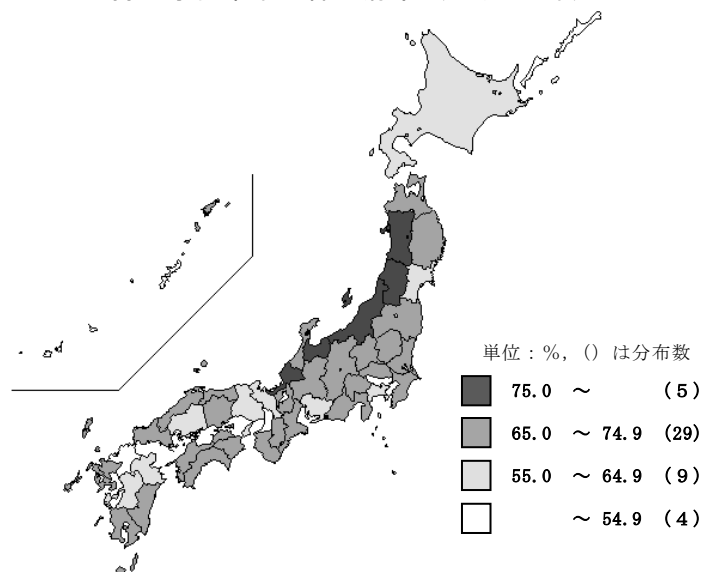 単位：%，() は分布数
75.0 ～ (5)
65.0 ～ 74.9 (29)
55.0 ～ 64.9 (9)
～ 54.9 (4)